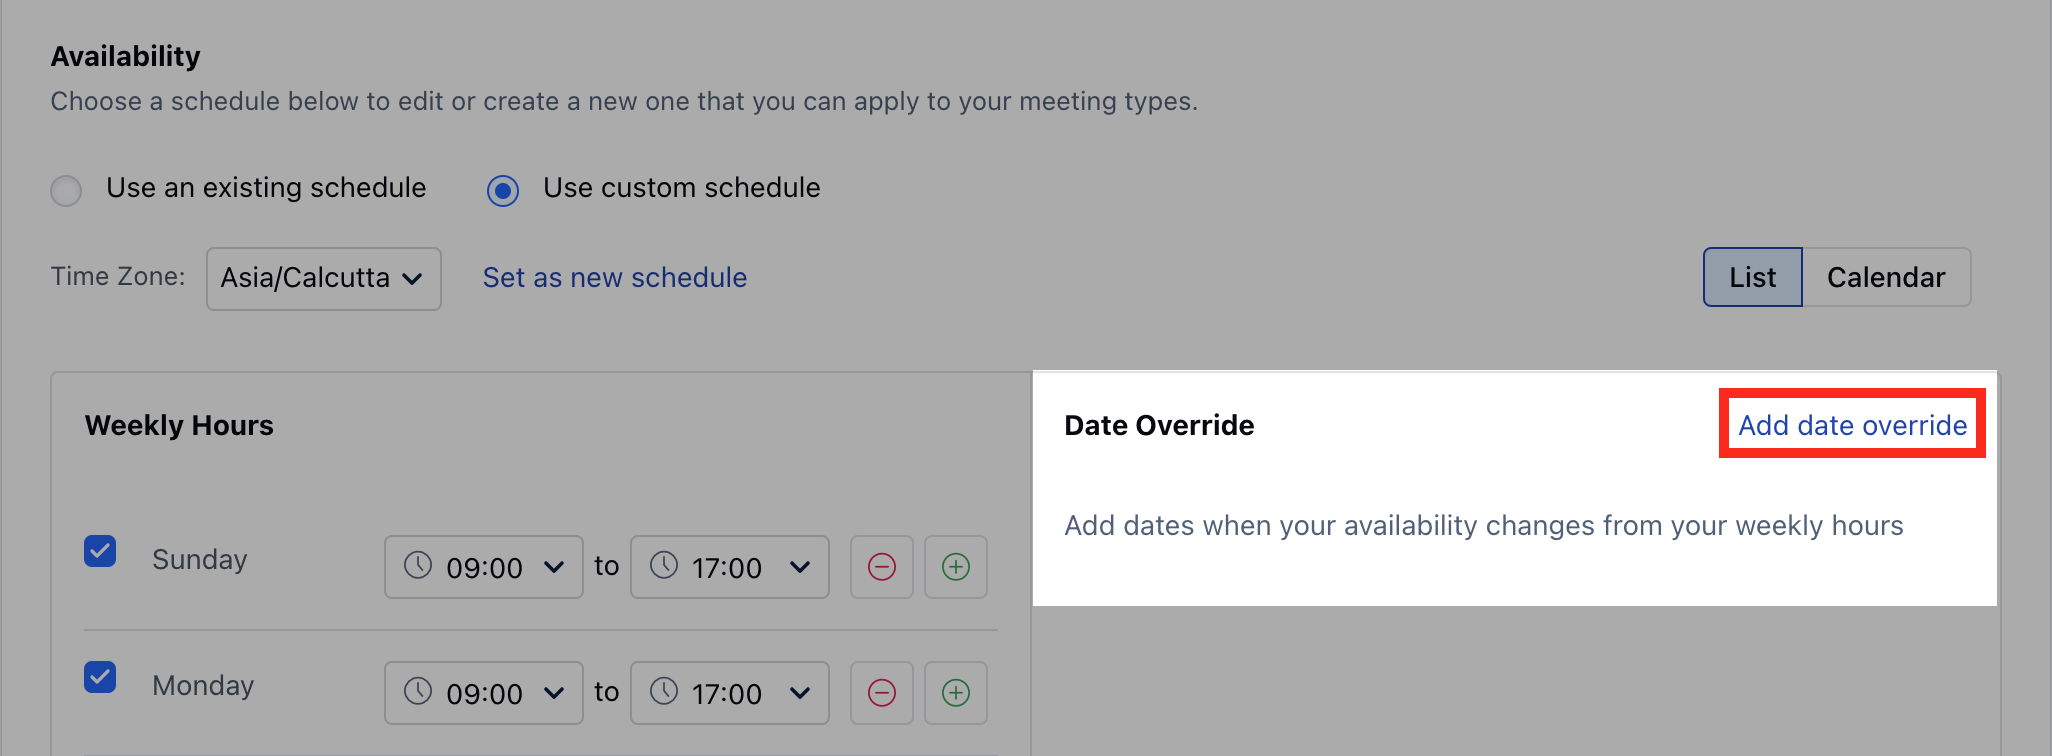 Availability
Choose a schedule below to edit or create a new one that you can apply to your meeting types.
Use an existing schedule Use custom schedule
Time Zone: Asia/Calcutta Set as new schedule List Calendar
Weekly Hours
Date Override Add date override
Add dates when your availability changes from your weekly hours
Sunday 09:00 to 17:00
Monday 09:00 to 17:00